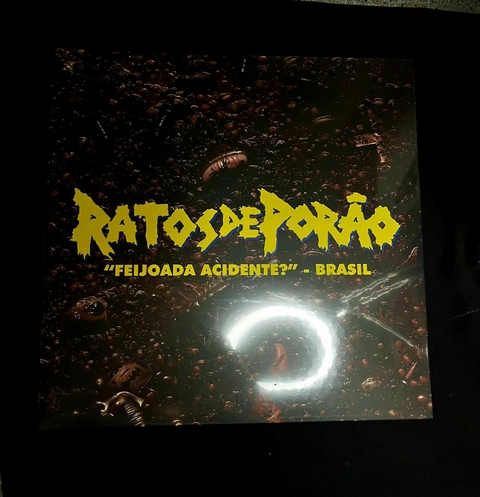 RATOS DE PORÃO
"FEIJOADA ACIDENTE?" - BRASIL